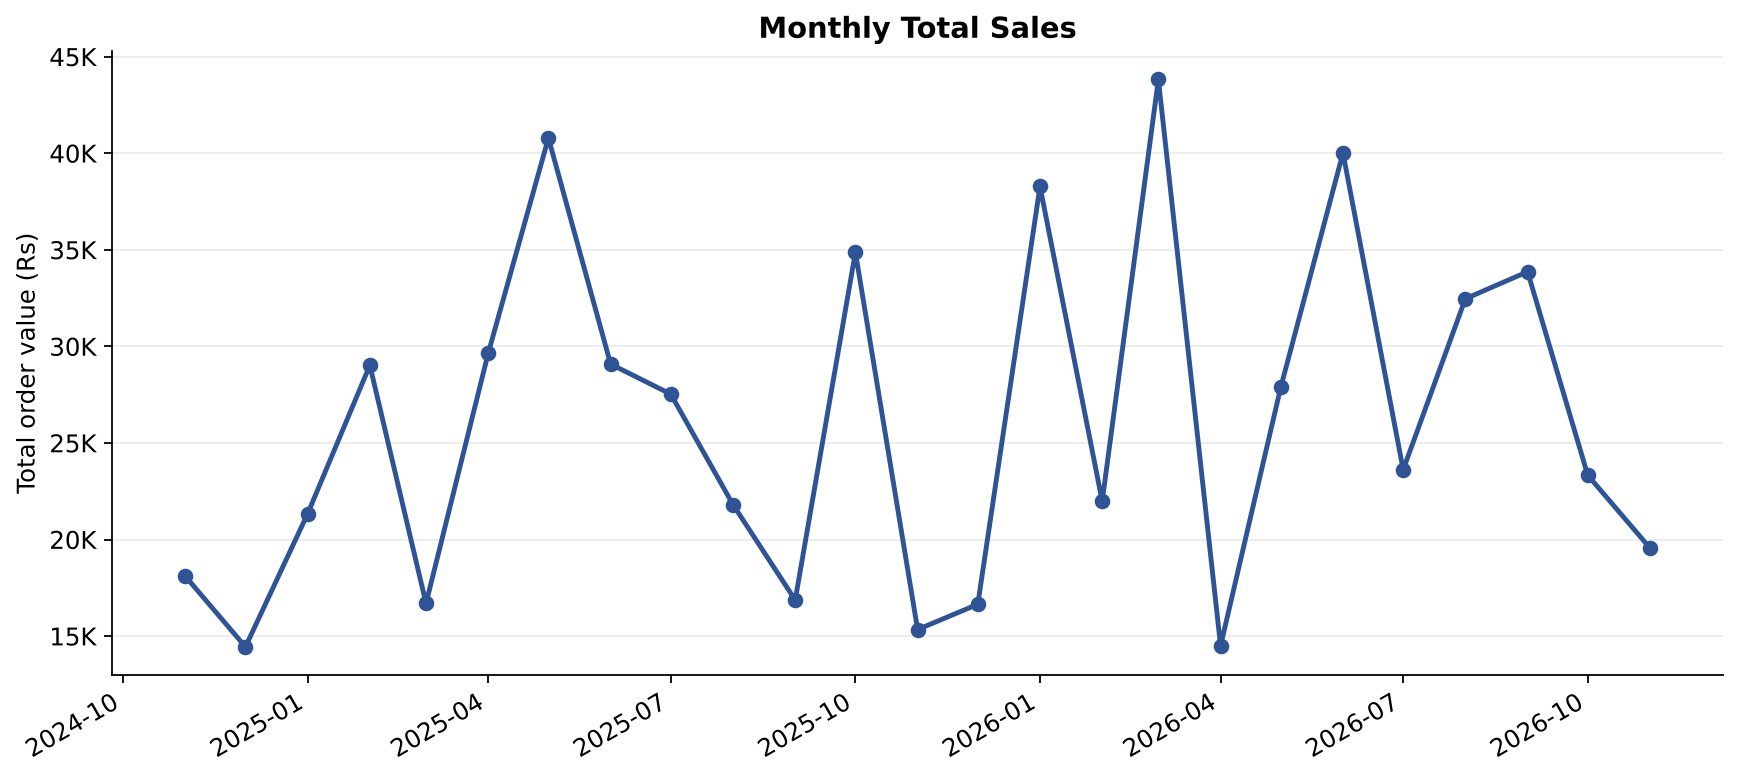 Monthly Total Sales
Total order value (Rs)
45K
40K
35K
30K
25K
20K
15K
2024-10
2025-01
2025-04
2025-07
2025-10
2026-01
2026-04
2026-07
2026-10